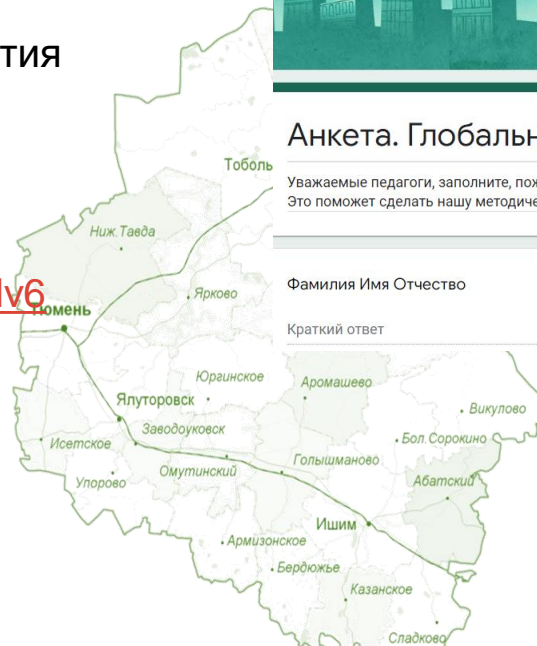 тия
Анкета. Глобальн
Тоболь
Уважаемые педагоги, заполните, пож
Это поможет сделать нашу методиче
Ниж.Тавда
Фамилия Имя Отчество
lv6
Ярково
Тюмень
Краткий ответ
Юргинское
Аромашево
Ялуторовск
Викулово
Заводоуковск
Исетское
Бол.Сорокино
Голышманово
Омутинский
Упорово
Абатский
Ишим
Армизонское
Бердюжье
Казанское
Сладково